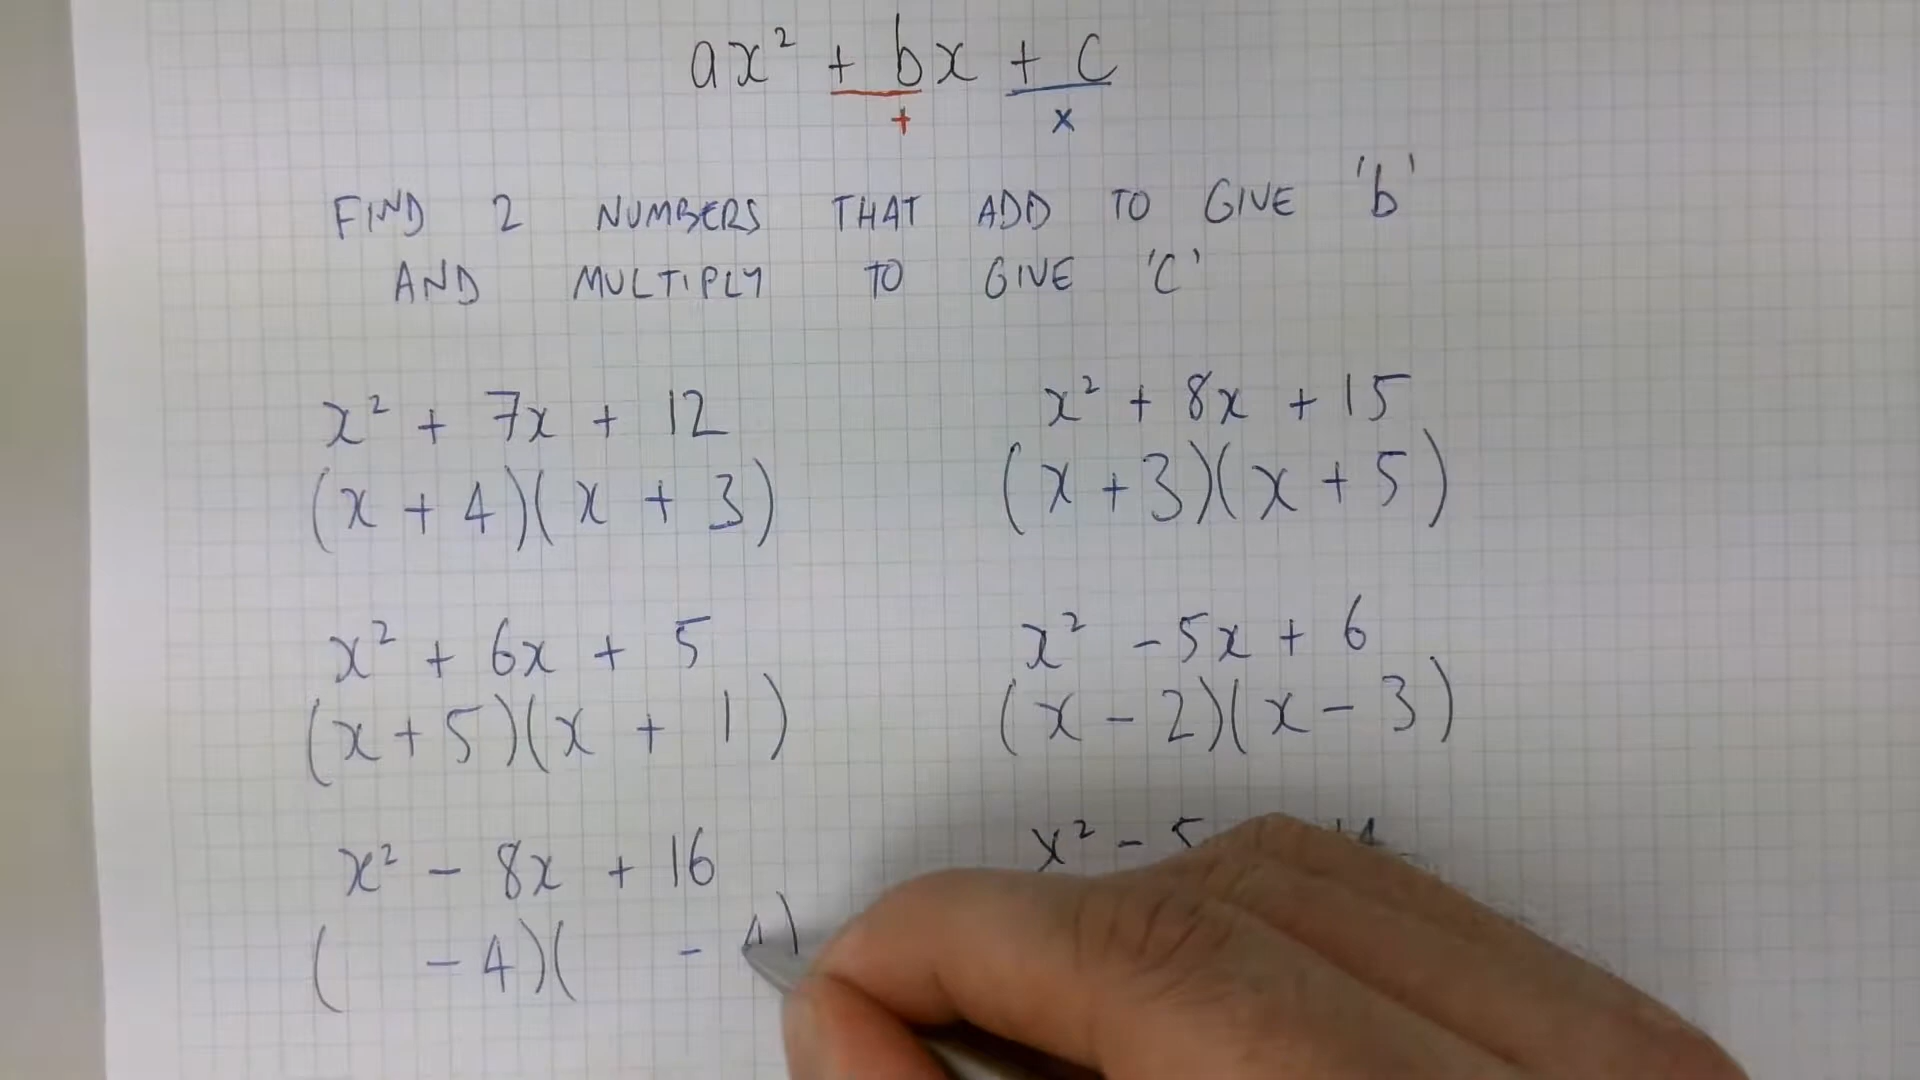 ax² + bx + c
+ x
FIND 2 NUMBERS THAT ADD TO GIVE 'b'
AND MULTIPLY TO GIVE 'C'
x² + 7x + 12
(x + 4)(x + 3)
x² + 8x + 15
(x + 3)(x + 5)
x² + 6x + 5
(x + 5)(x + 1)
x² - 5x + 6
(x - 2)(x - 3)
x² - 8x + 16
( - 4)( - 4)
x² - 5